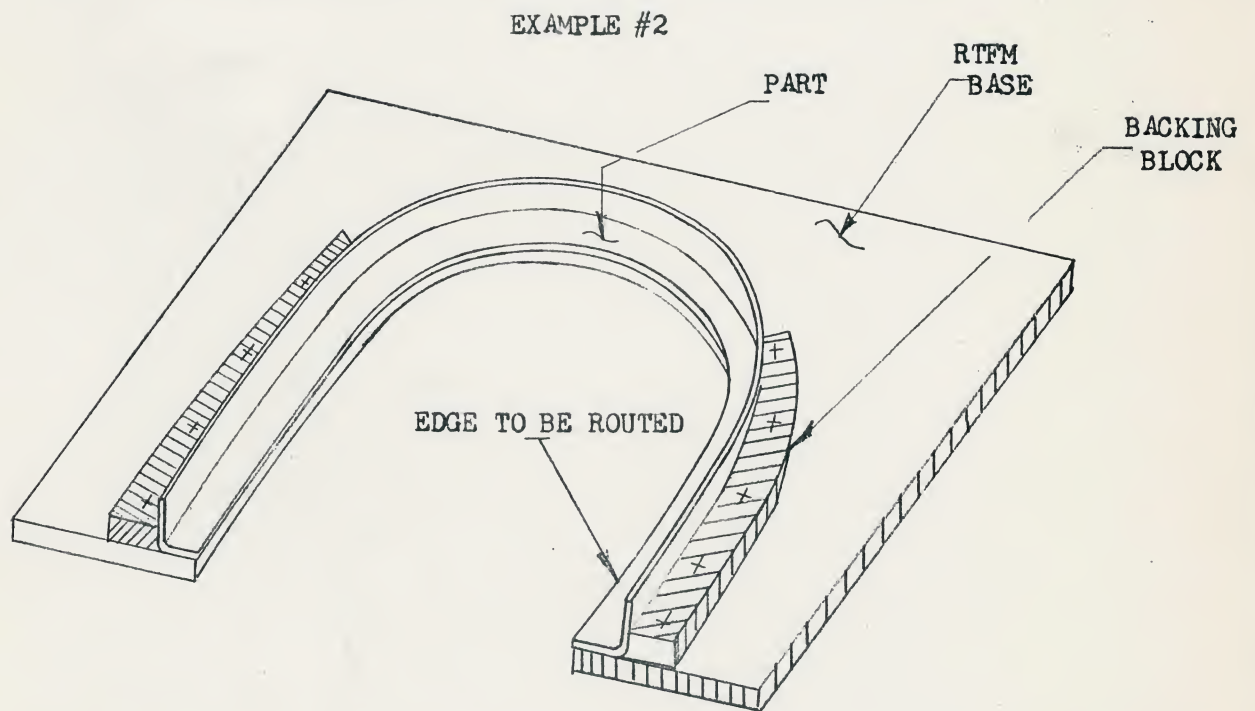 EXAMPLE #2
PART
RTFM
BASE
BACKING
BLOCK
EDGE TO BE ROUTED